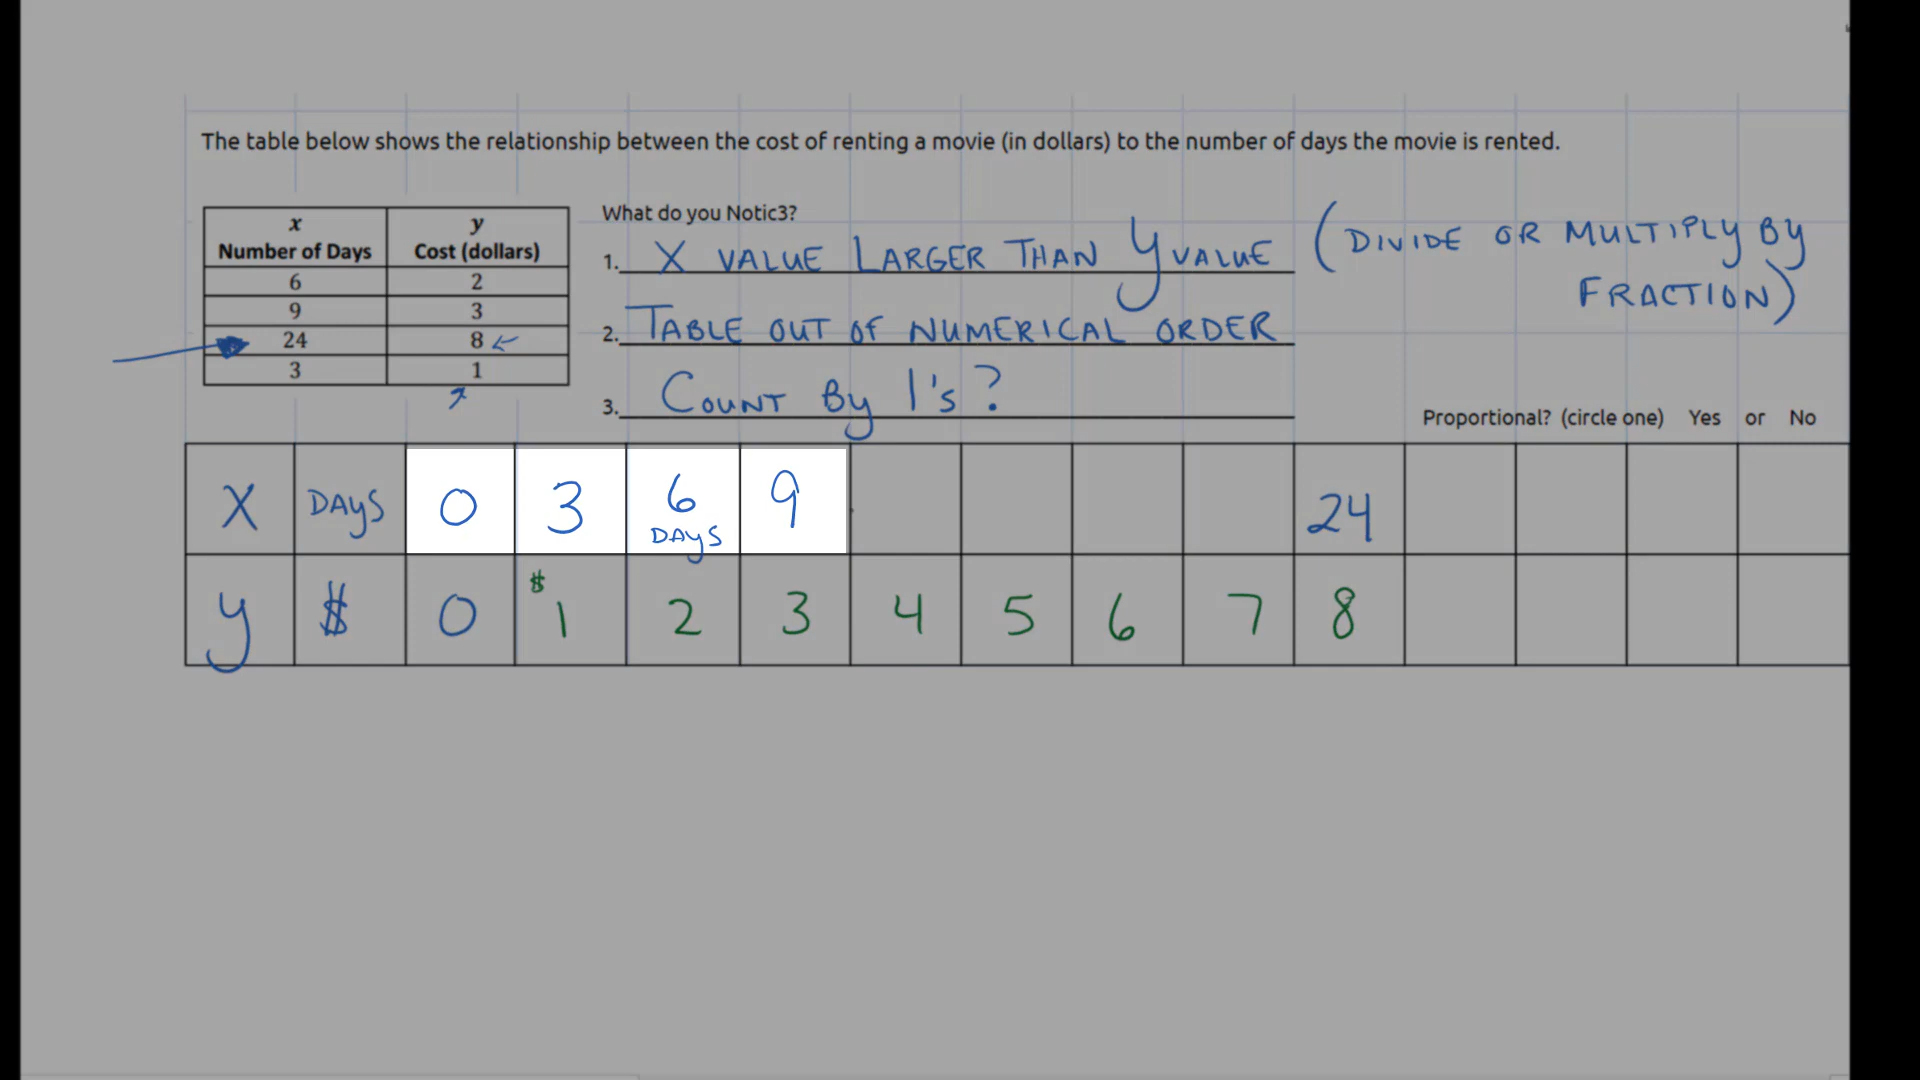 The table below shows the relationship between the cost of renting a movie (in dollars) to the number of days the movie is rented.
x y
Number of Days Cost (dollars)
6 2
9 3
24 8
3 1
What do you Notic3?
1. X VALUE LARGER THAN Y VALUE (DIVIDE OR MULTIPLY BY FRACTION)
2. TABLE OUT OF NUMERICAL ORDER
3. COUNT BY 1's?
Proportional? (circle one) Yes or No
X DAYS 0 3 6 DAYS 9 24
y $ 0 $1 2 3 4 5 6 7 8